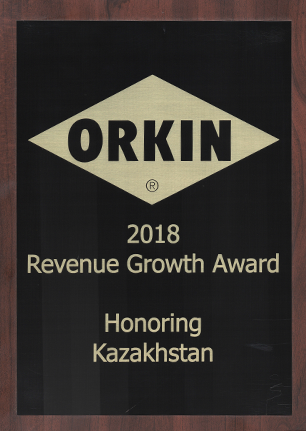 ORKIN
®
2018
Revenue Growth Award
Honoring
Kazakhstan